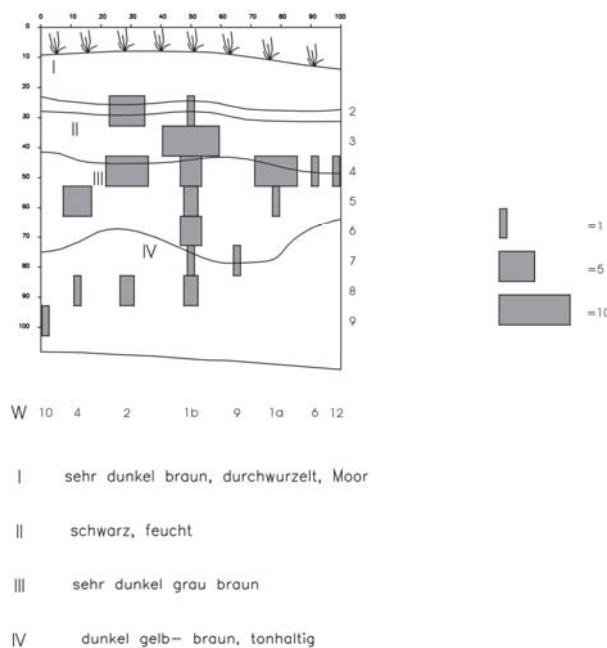 0 10 20 30 40 50 60 70 80 90 100
0
10
20
30
40
50
60
70
80
90
100
I
II
III
IV
2
3
4
5
6
7
8
9
=1
=5
=10
W 10 4 2 1b 9 1a 6 12
I sehr dunkel braun, durchwurzelt, Moor
II schwarz, feucht
III sehr dunkel grau braun
IV dunkel gelb- braun, tonhaltig